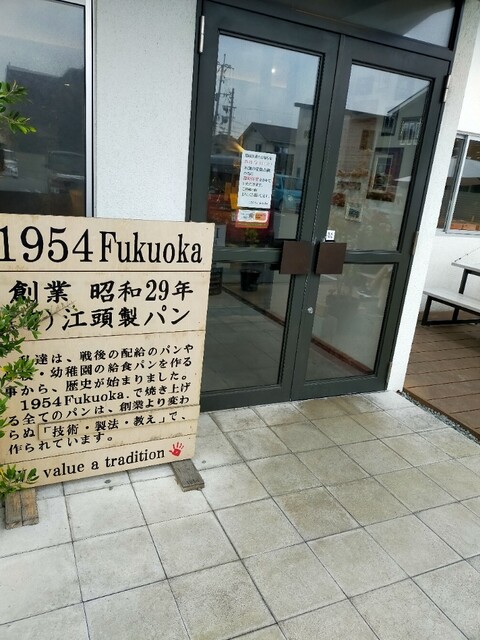 1954Fukuoka
創業 昭和29年
)江頭製パン
達は、戦後の配給のパンや
・幼稚園の給食パンを作る
事から、歴史が始まりました。
1954Fukuoka.で焼き上げ
る全てのパンは、創業より変わ
らぬ「技術・製法・教え」で、
作られています。
value a tradition